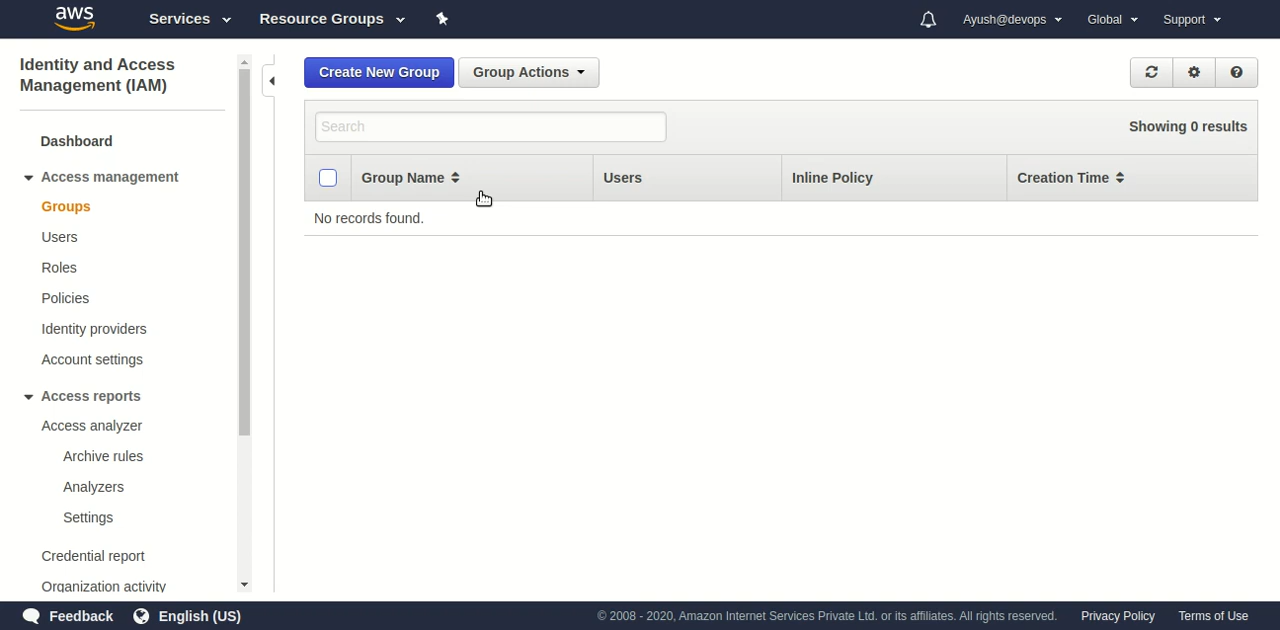 aws
Services
Resource Groups
Ayush@devops
Global
Support
Identity and Access
Management (IAM)
Dashboard
Access management
Groups
Users
Roles
Policies
Identity providers
Account settings
Access reports
Access analyzer
Archive rules
Analyzers
Settings
Credential report
Organization activity
Create New Group
Group Actions
Search
Showing 0 results
Group Name
Users
Inline Policy
Creation Time
No records found.
Feedback
English (US)
© 2008 - 2020, Amazon Internet Services Private Ltd. or its affiliates. All rights reserved.
Privacy Policy
Terms of Use